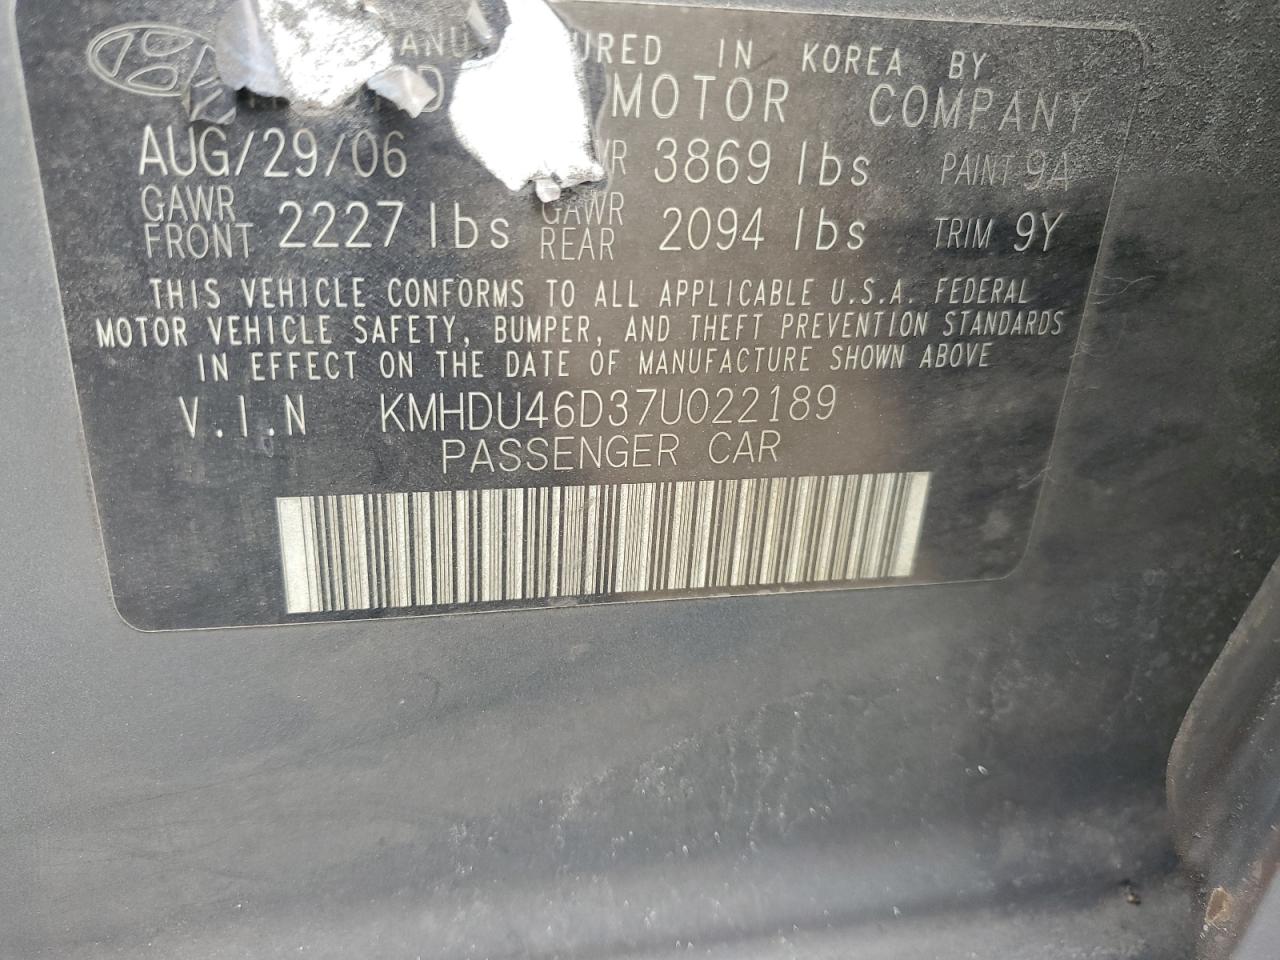 IN KOREA BY
MOTOR COMPANY
AUG/29/06 3869 lbs PAINT 9A
GAWR FRONT 2227 lbs GAWR REAR 2094 lbs TRIM 9Y
THIS VEHICLE CONFORMS TO ALL APPLICABLE U.S.A. FEDERAL
MOTOR VEHICLE SAFETY, BUMPER, AND THEFT PREVENTION STANDARDS
IN EFFECT ON THE DATE OF MANUFACTURE SHOWN ABOVE
V.I.N KMHDU46D37U022189
PASSENGER CAR